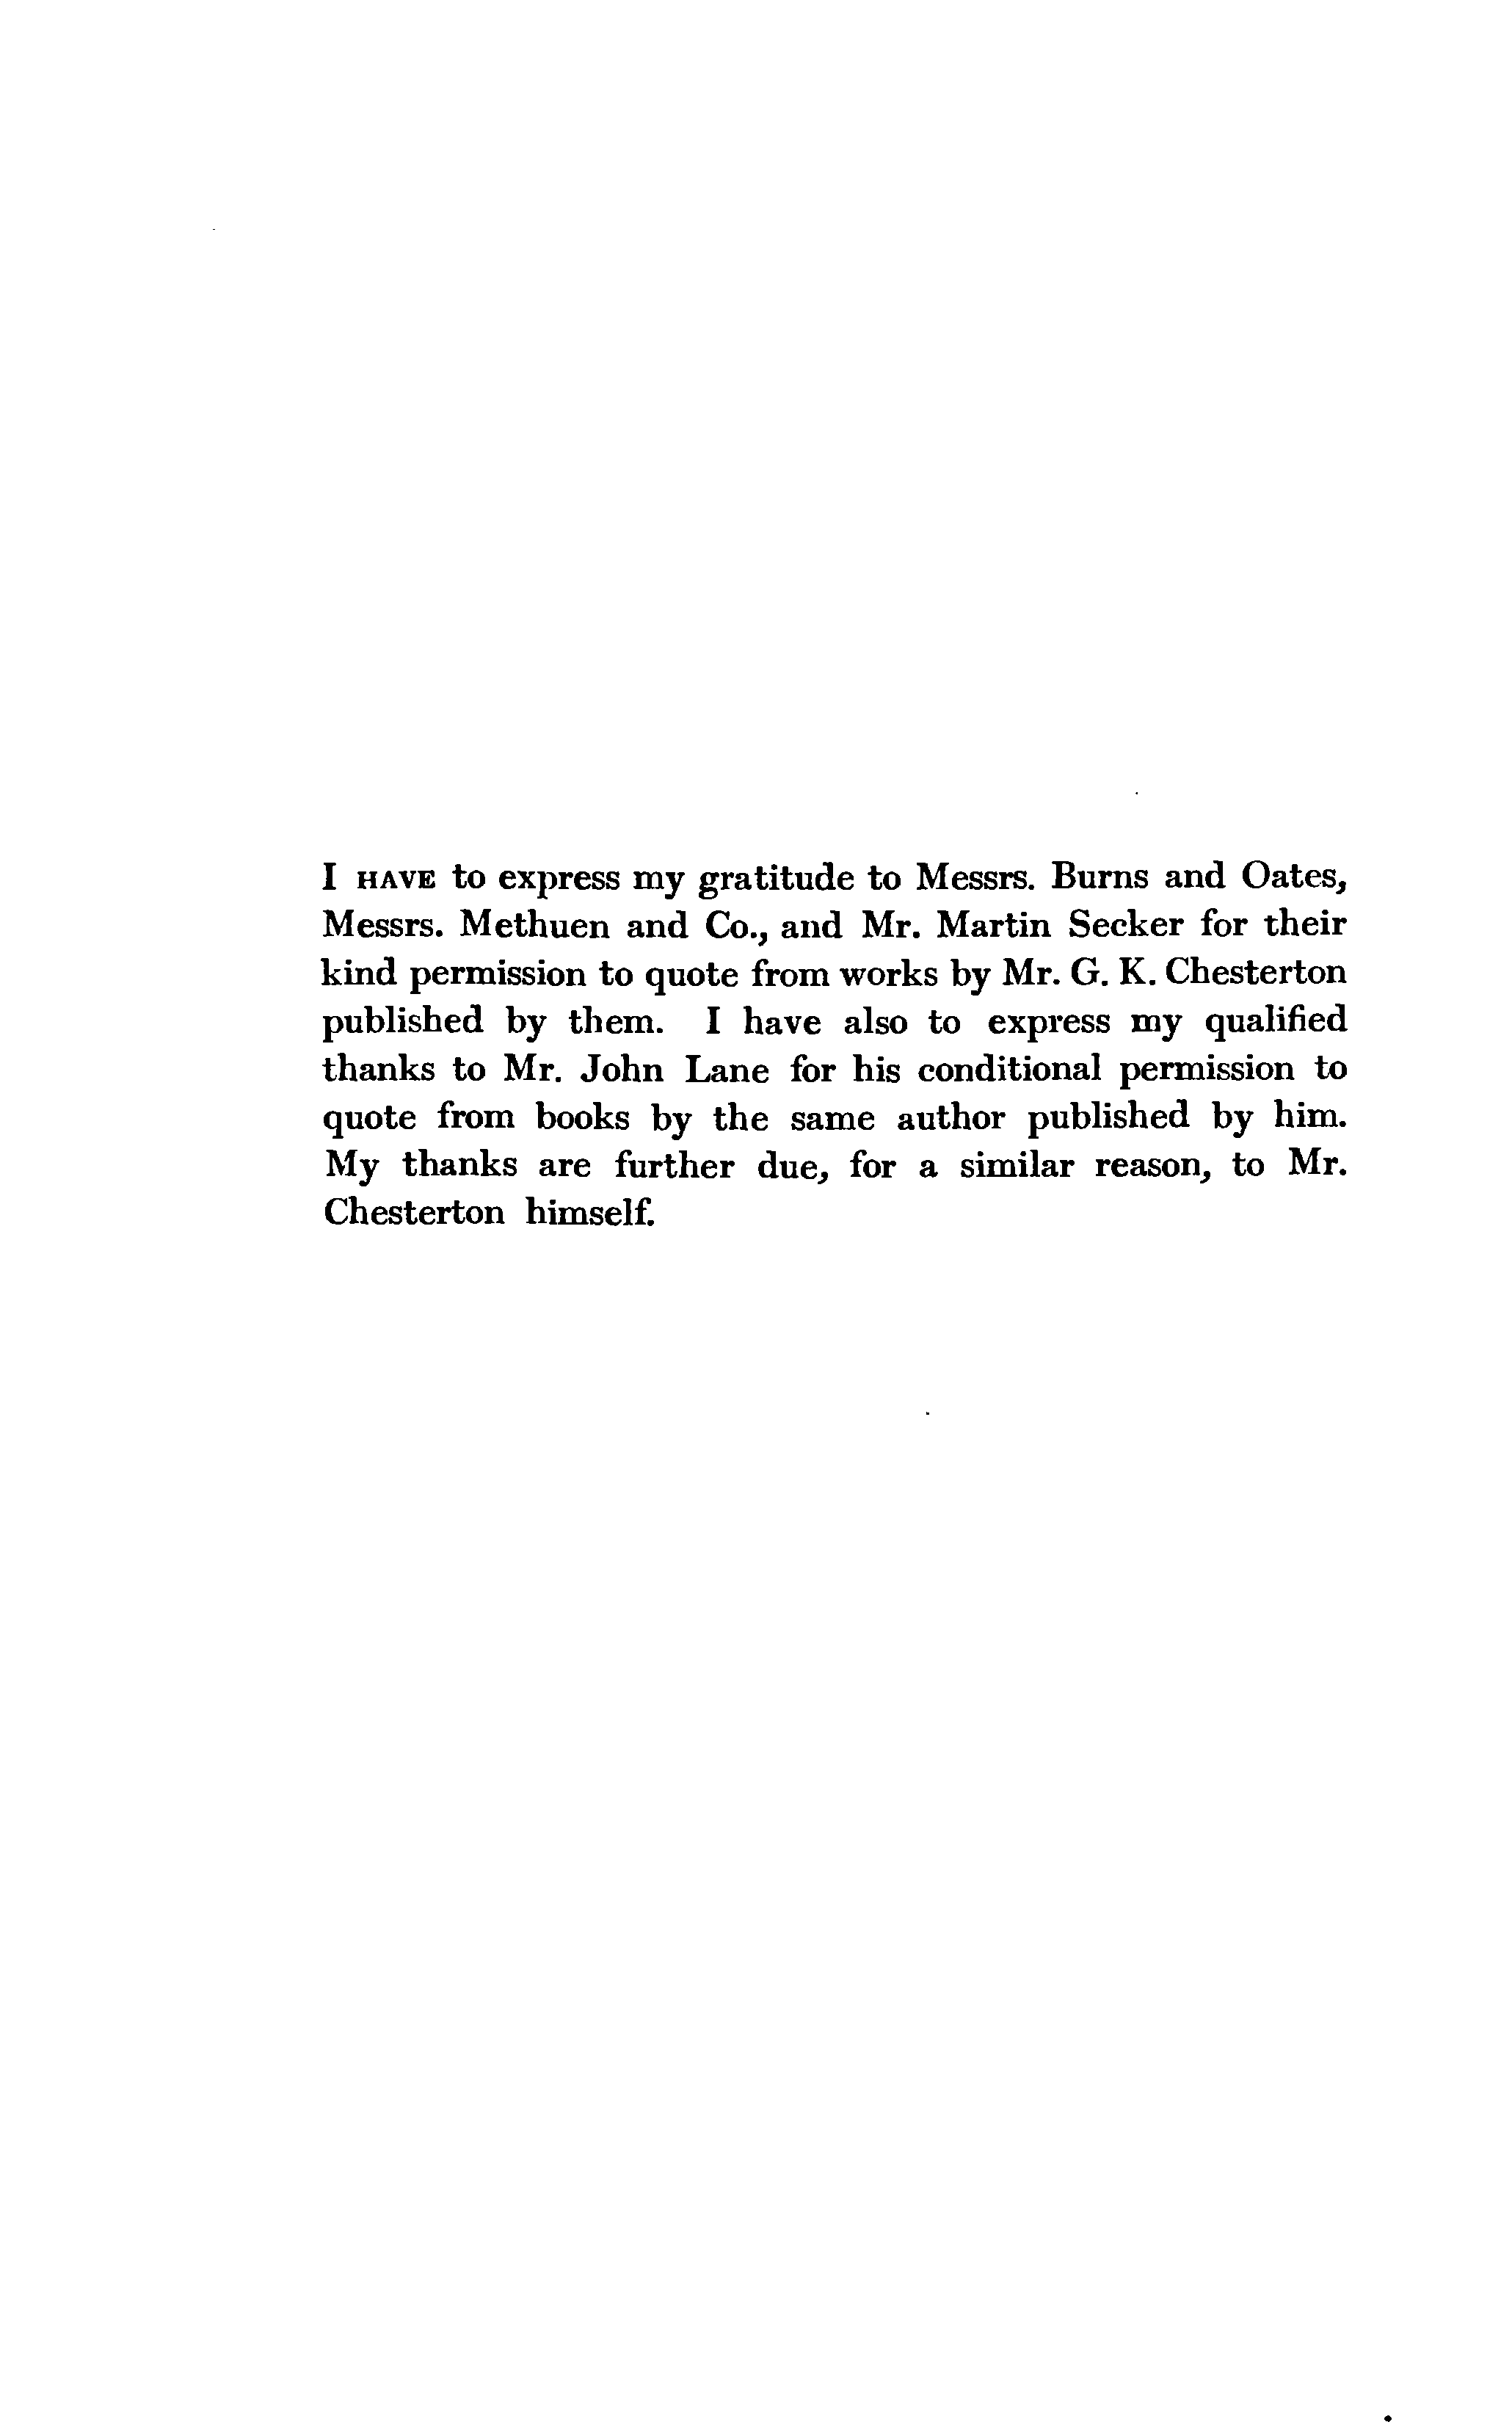 I HAVE to express my gratitude to Messrs. Burns and Oates,
Messrs. Methuen and Co., and Mr. Martin Secker for their
kind permission to quote from works by Mr. G. K. Chesterton
published by them. I have also to express my qualified
thanks to Mr. John Lane for his conditional permission to
quote from books by the same author published by him.
My thanks are further due, for a similar reason, to Mr.
Chesterton himself.